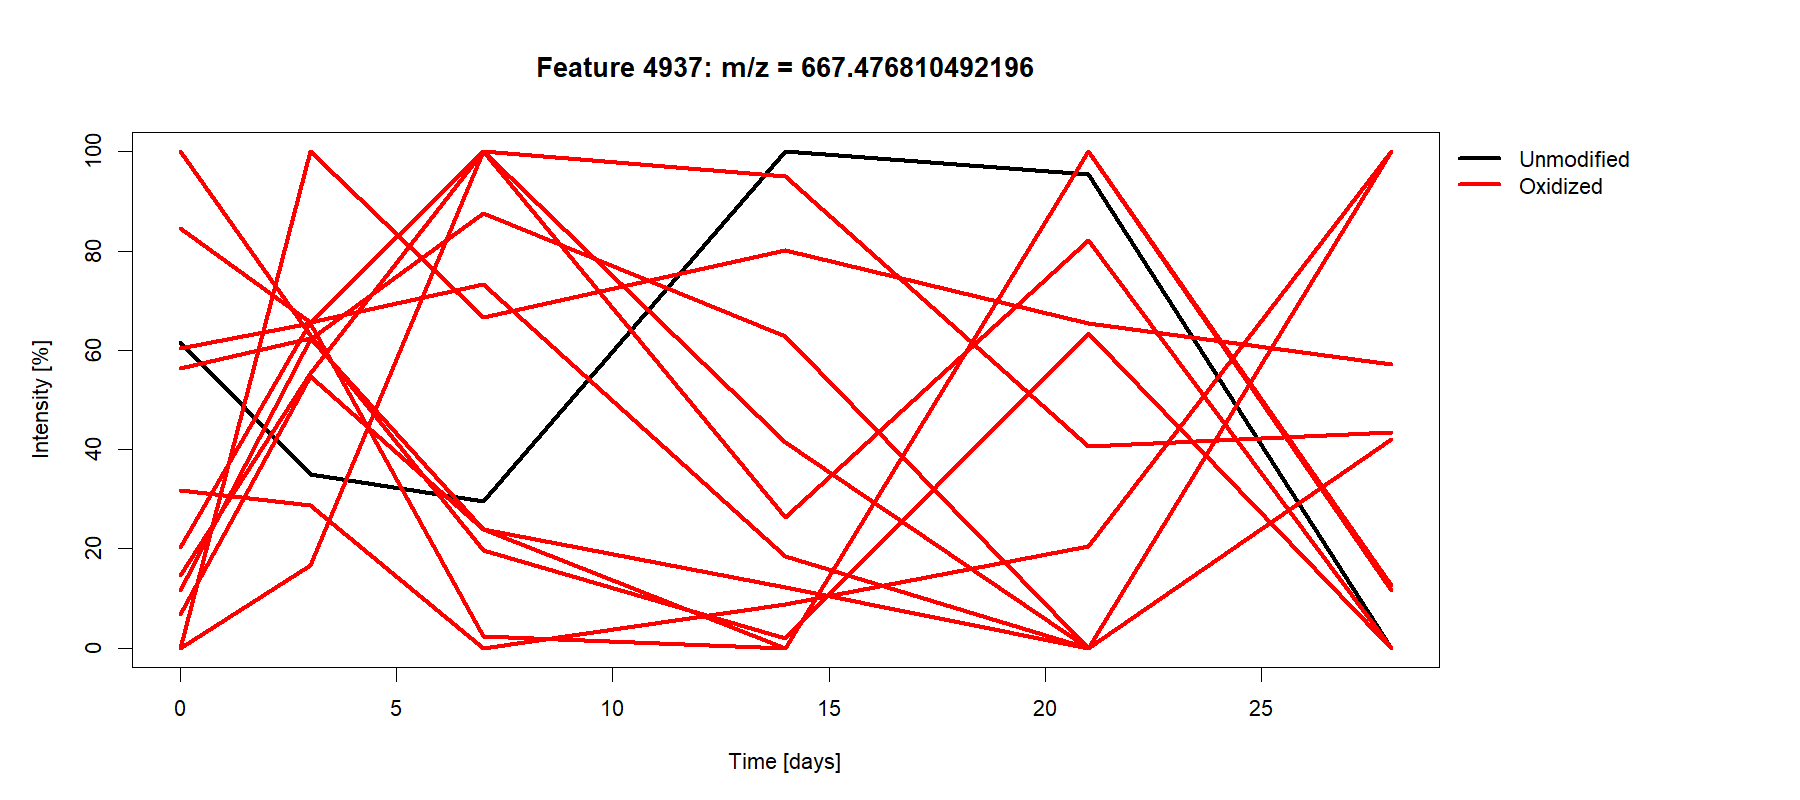 Feature 4937: m/z = 667.476810492196
Unmodified
Oxidized
Intensity [%]
100
80
60
40
20
0
0 5 10 15 20 25
Time [days]